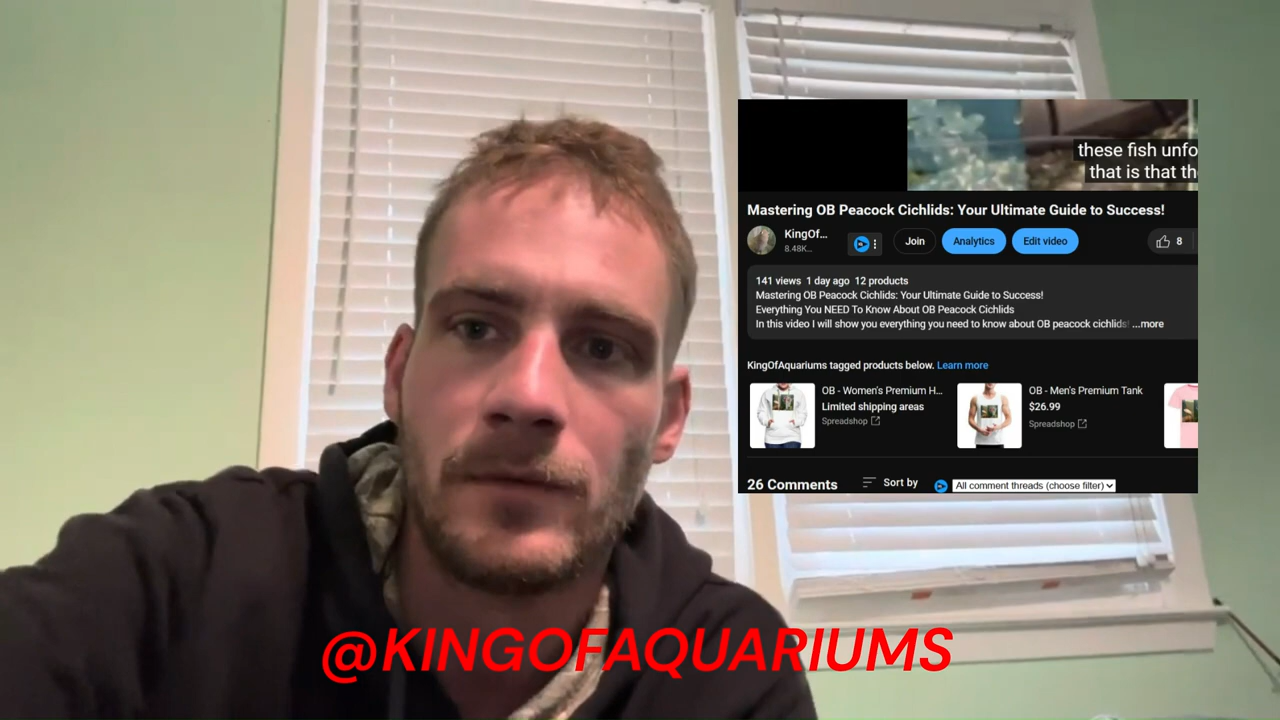 these fish unfo
that is that th
Mastering OB Peacock Cichlids: Your Ultimate Guide to Success!
KingOf...
8.48K...
Join
Analytics
Edit video
8
141 views 1 day ago 12 products
Mastering OB Peacock Cichlids: Your Ultimate Guide to Success!
Everything You NEED To Know About OB Peacock Cichlids
In this video I will show you everything you need to know about OB peacock cichlids! ...more
KingOfAquariums tagged products below. Learn more
OB - Women's Premium H...
Limited shipping areas
Spreadshop
OB - Men's Premium Tank
$26.99
Spreadshop
26 Comments
Sort by
All comment threads (choose filter)
@KINGOFAQUARIUMS